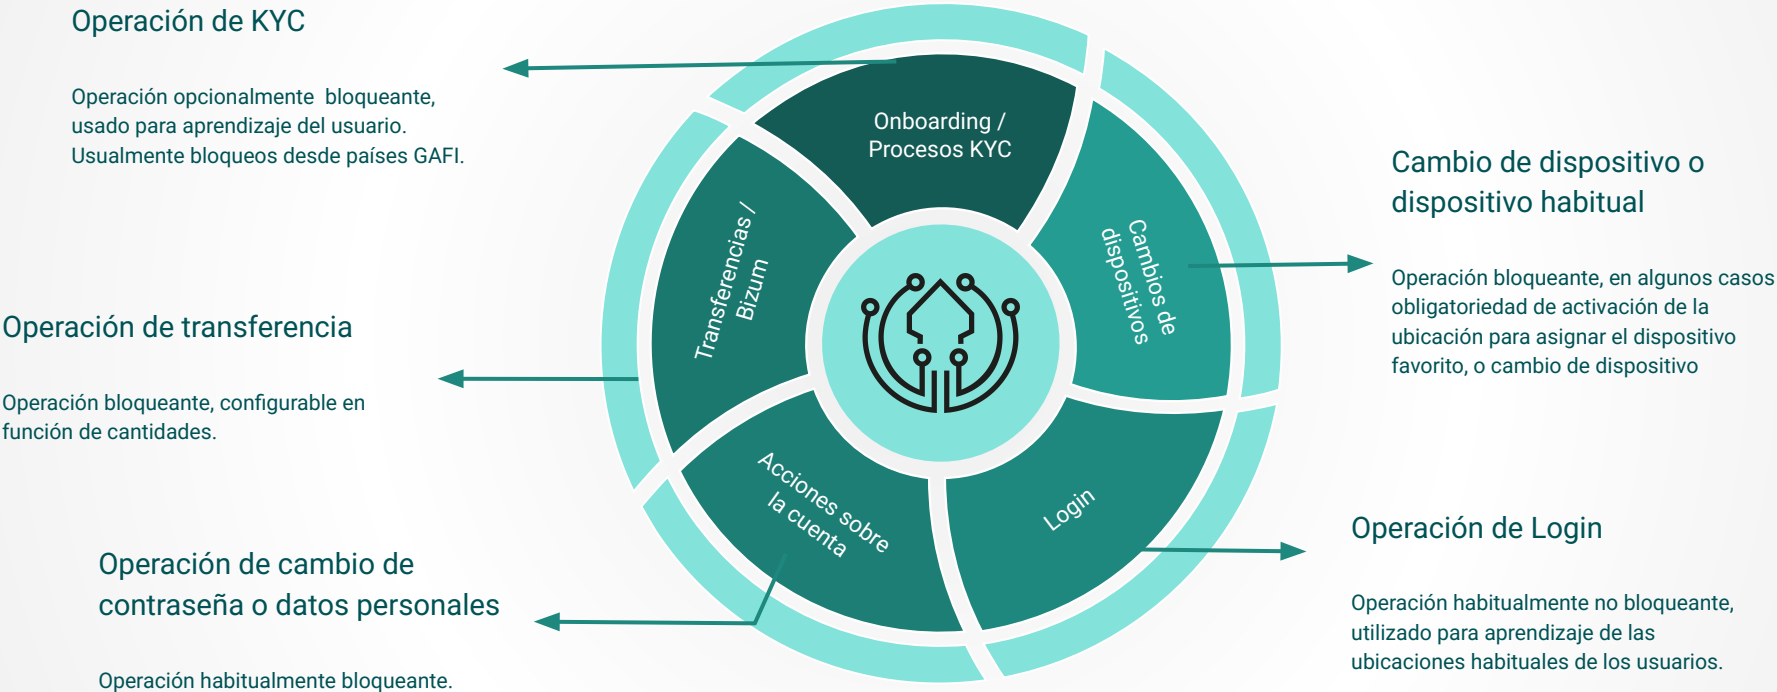 Operación de KYC
Operación opcionalmente  bloqueante,
usado para aprendizaje del usuario.
Usualmente bloqueos desde países GAFI.
Onboarding /
Procesos KYC
Cambio de dispositivo o
dispositivo habitual
Operación bloqueante, en algunos casos
obligatoriedad de activación de la
ubicación para asignar el dispositivo
favorito, o cambio de dispositivo
Cambios de
dispositivos
Transferencias /
Bizum
Operación de transferencia
Operación bloqueante, configurable en
función de cantidades.
Acciones sobre
la cuenta
Login
Operación de Login
Operación habitualmente no bloqueante,
utilizado para aprendizaje de las
ubicaciones habituales de los usuarios.
Operación de cambio de
contraseña o datos personales
Operación habitualmente bloqueante.